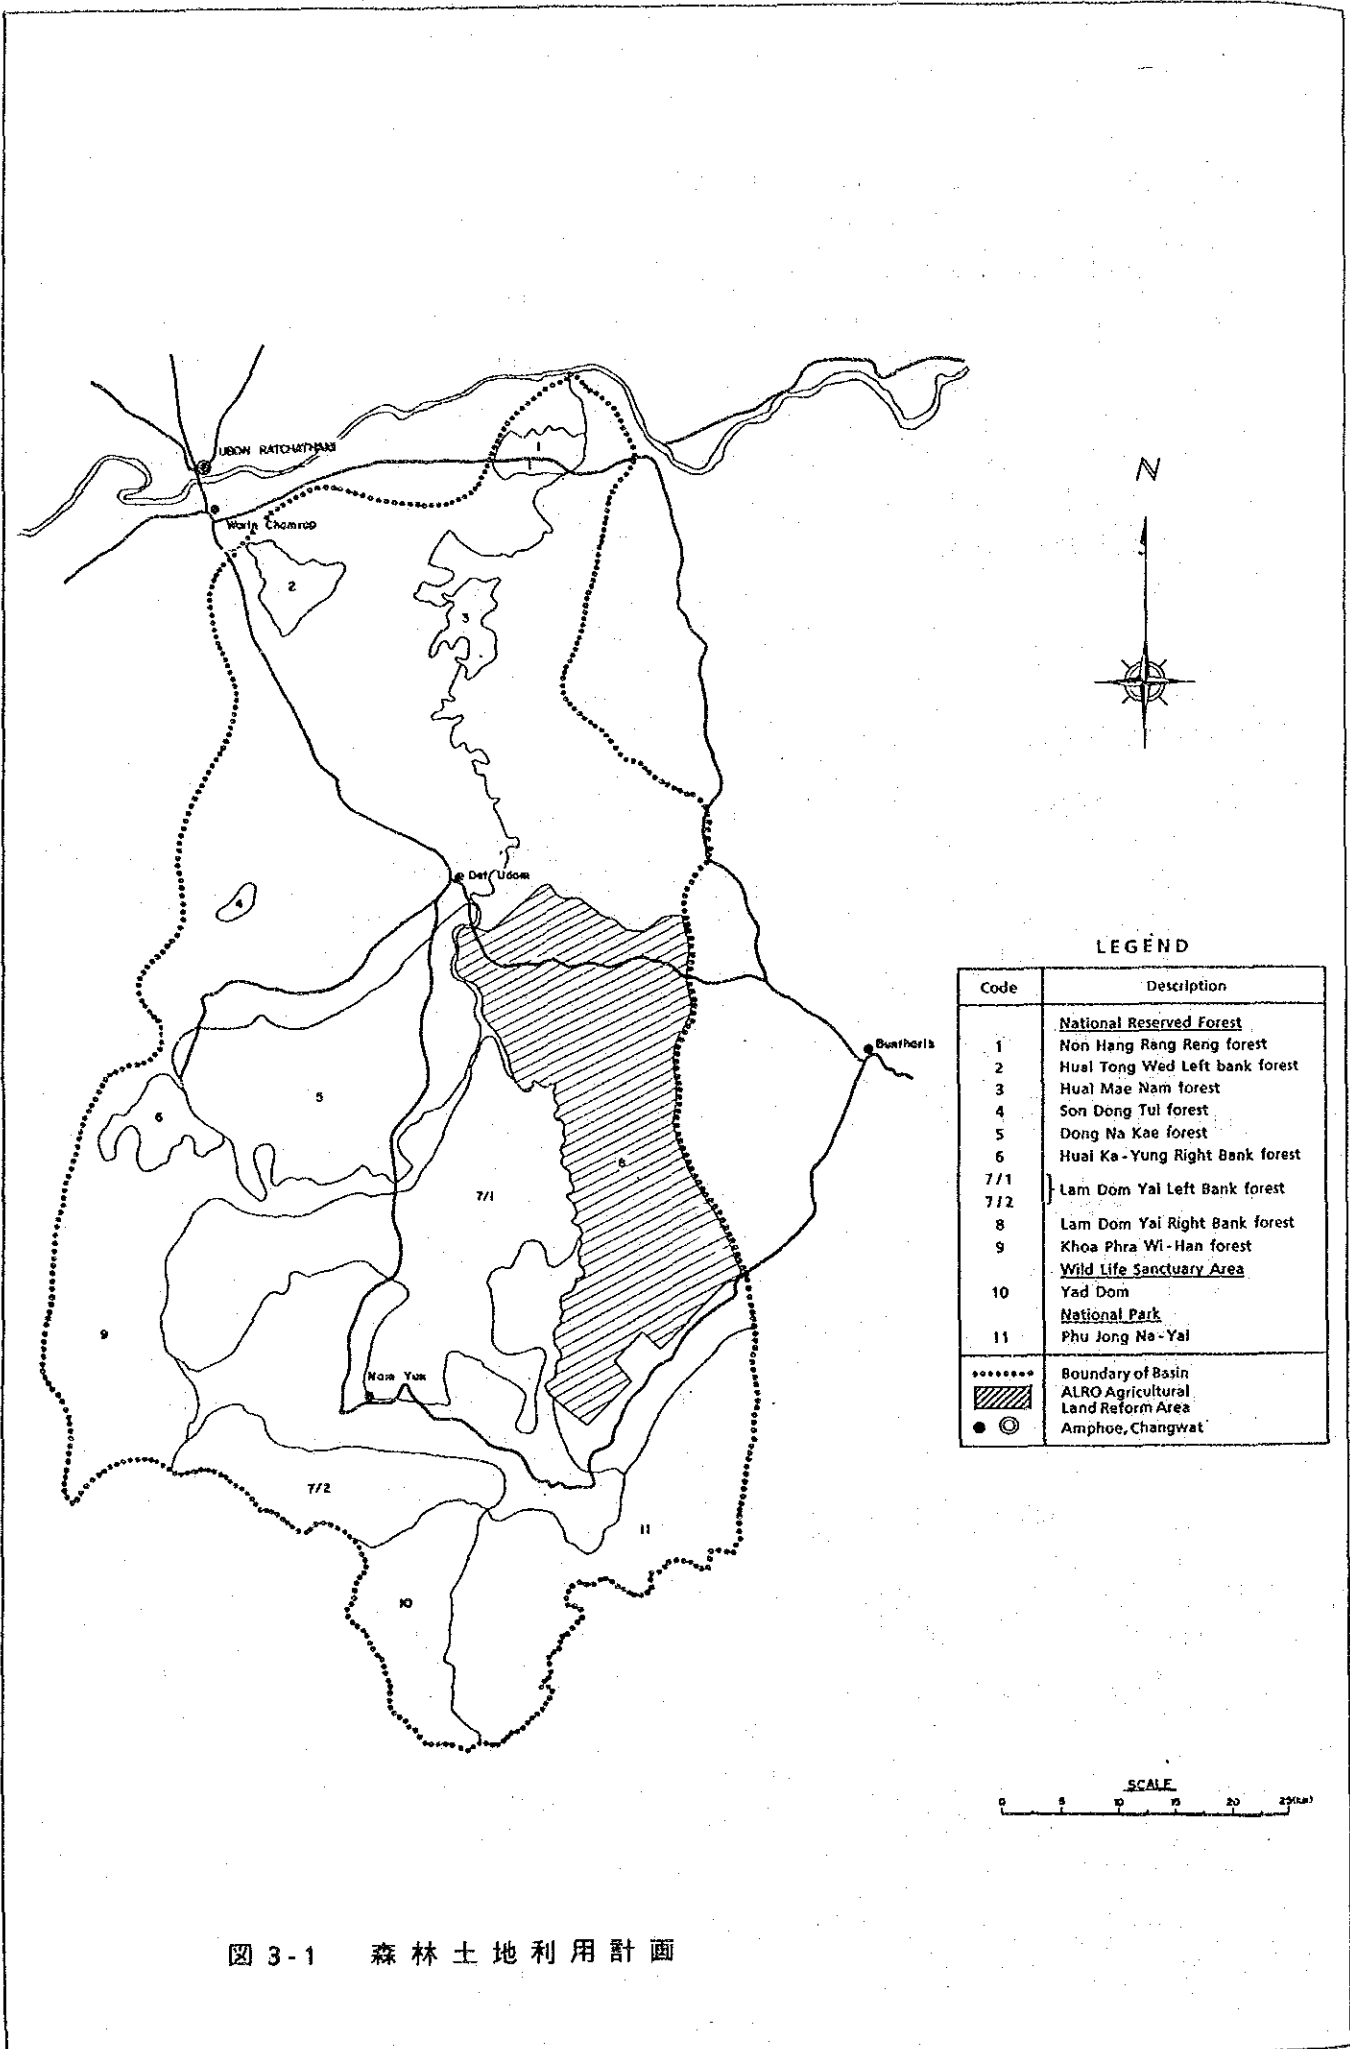 UBON RATCHATHANI
Warin Chamrap
1
2
3
N
Det Udom
4
LEGEND
Code Description
National Reserved Forest
1 Non Hang Rang Reng forest
2 Huai Tong Wed Left bank forest
3 Huai Mae Nam forest
4 Son Dong Tui forest
5 Dong Na Kae forest
6 Huai Ka-Yung Right Bank forest
7/1
7/2 Lam Dom Yai Left Bank forest
8 Lam Dom Yai Right Bank forest
9 Khoa Phra Wi-Han forest
Wild Life Sanctuary Area
10 Yad Dom
National Park
11 Phu Jong Na-Yai
Boundary of Basin
ALRO Agricultural
Land Reform Area
Amphoe, Changwat
Buntharik
5
6
8
7/1
9
Nam Yun
7/2
11
10
SCALE
0 5 10 15 20 25(km)
図 3-1 森林土地利用計画